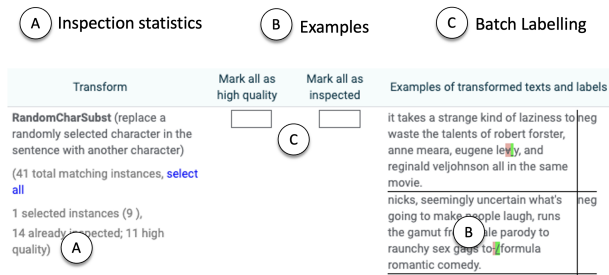 A Inspection statistics
B Examples
C Batch Labelling
Transform
Mark all as
high quality
Mark all as
inspected
Examples of transformed texts and labels
RandomCharSubst (replace a
randomly selected character in the
sentence with another character)
(41 total matching instances, select
all
1 selected instances (9 ),
14 already inspected; 11 high
quality)
A
C
it takes a strange kind of laziness to neg
waste the talents of robert forster,
anne meara, eugene levy, and
reginald veljohnson all in the same
movie.
nicks, seemingly uncertain what's neg
going to make people laugh, runs
the gamut from stale parody to
raunchy sex gags to formula
romantic comedy.
B